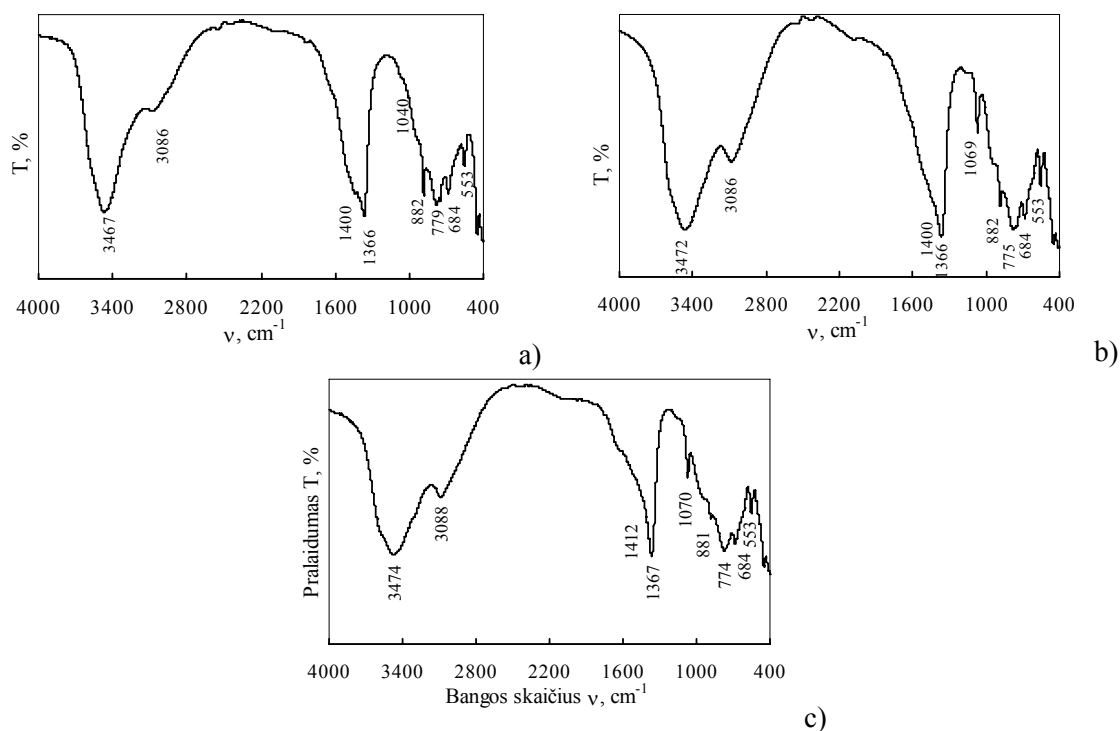 T, %
3467
3086
1400
1366
1040
882
779
684
553
4000 3400 2800 2200 1600 1000 400
ν, cm-1
a)
T, %
3472
3086
1400
1366
1069
882
775
684
553
4000 3400 2800 2200 1600 1000 400
ν, cm-1
b)
Pralaidumas T, %
3474
3088
1412
1367
1070
881
774
684
553
4000 3400 2800 2200 1600 1000 400
Bangos skaičius ν, cm-1
c)